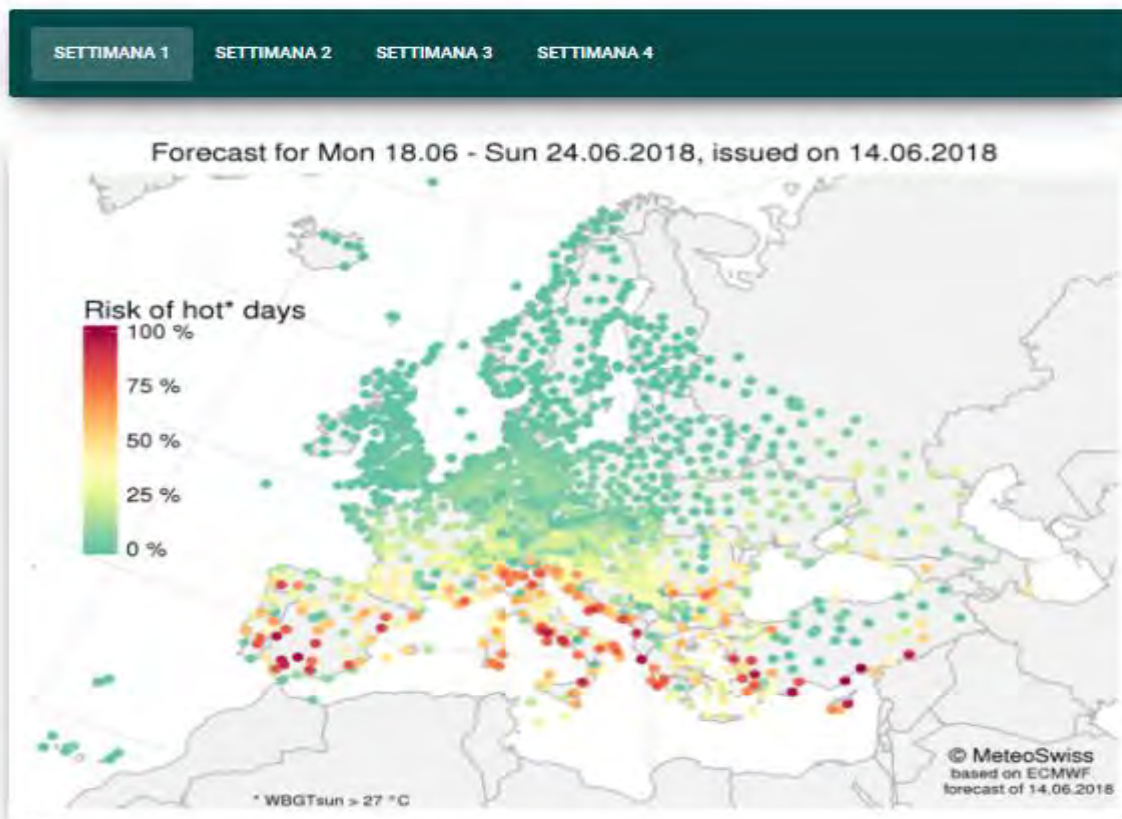 SETTIMANA 1 SETTIMANA 2 SETTIMANA 3 SETTIMANA 4
Forecast for Mon 18.06 - Sun 24.06.2018, issued on 14.06.2018
Risk of hot* days
100 %
75 %
50 %
25 %
0 %
© MeteoSwiss
based on ECMWF
forecast of 14.06.2018
* WBGTsun > 27 °C